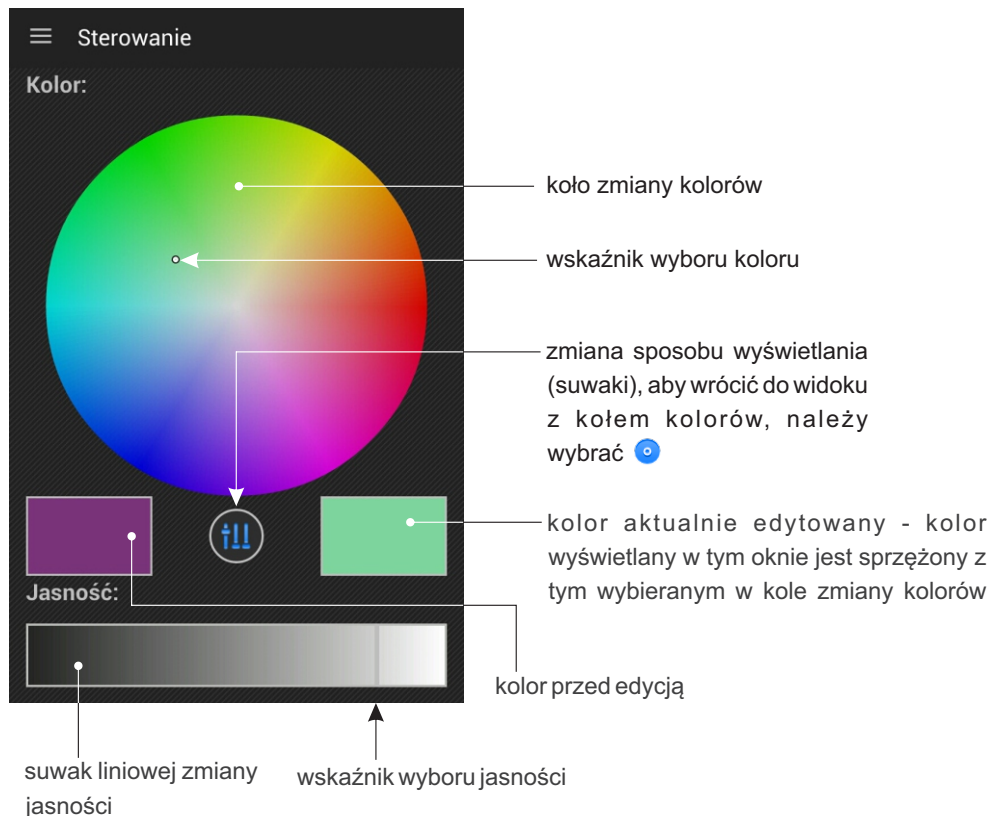 Sterowanie
Kolor:
koło zmiany kolorów
wskaźnik wyboru koloru
zmiana sposobu wyświetlania
(suwaki), aby wrócić do widoku
z kołem kolorów, należy
wybrać
kolor aktualnie edytowany - kolor
wyświetlany w tym oknie jest sprzężony z
tym wybieranym w kole zmiany kolorów
Jasność:
kolor przed edycją
suwak liniowej zmiany
jasności
wskaźnik wyboru jasności